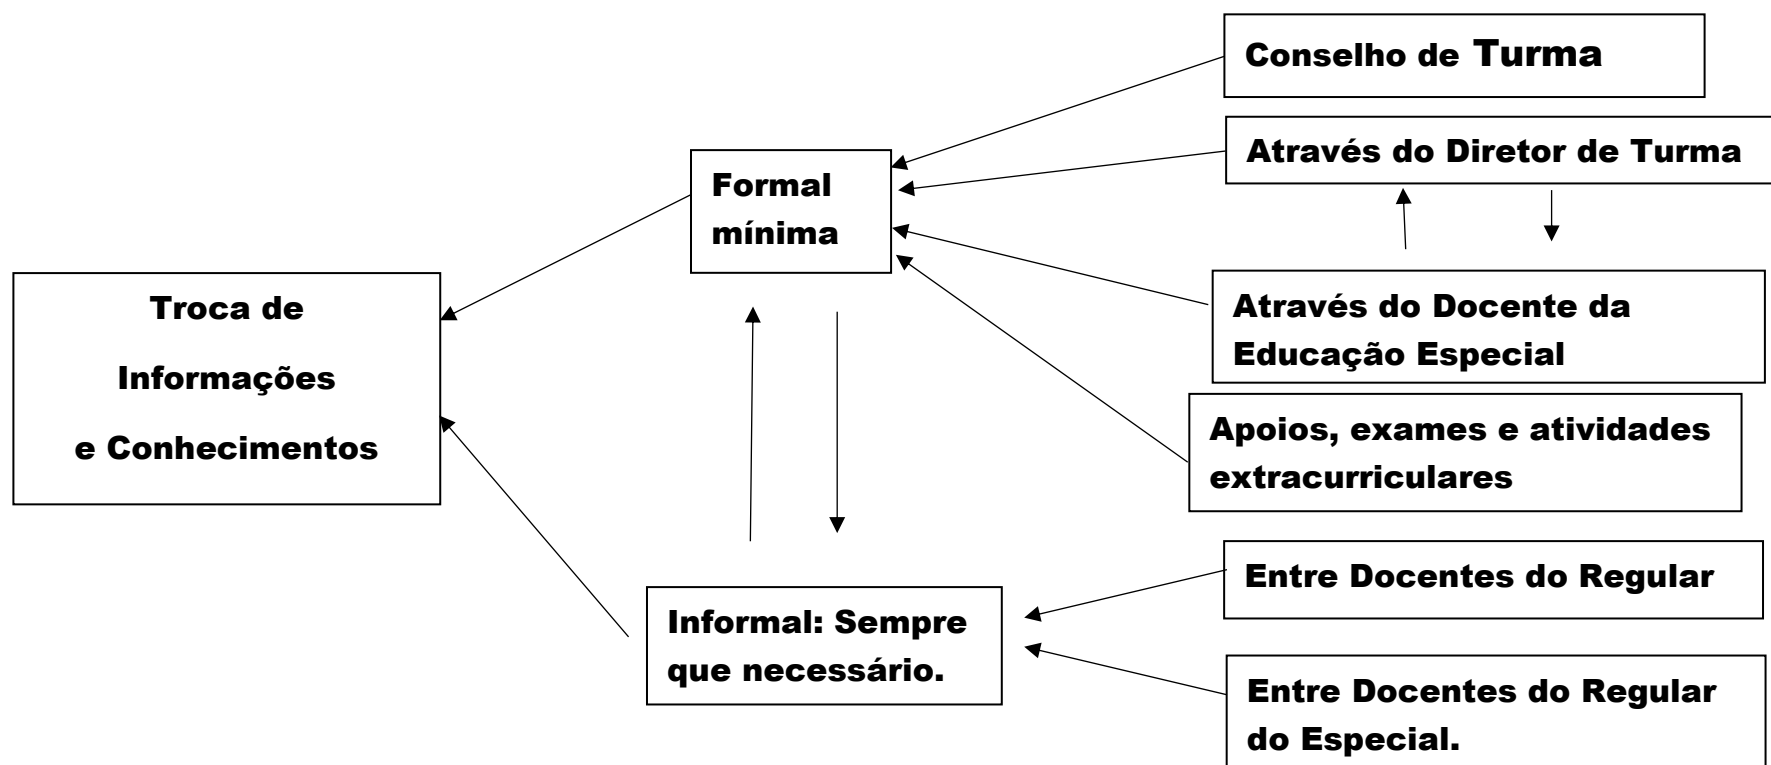 Conselho de Turma
Através do Diretor de Turma
Formal
mínima
Troca de
Informações
e Conhecimentos
Através do Docente da
Educação Especial
Apoios, exames e atividades
extracurriculares
Informal: Sempre
que necessário.
Entre Docentes do Regular
Entre Docentes do Regular
do Especial.